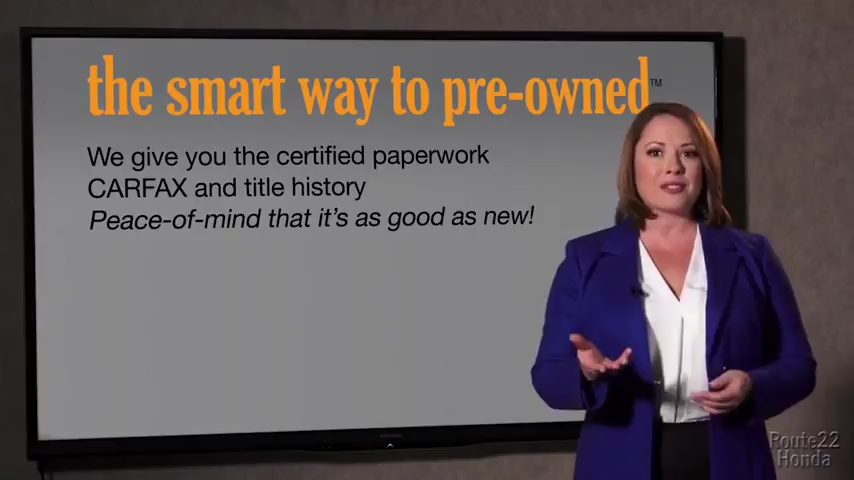 the smart way to pre-owned™
We give you the certified paperwork
CARFAX and title history
Peace-of-mind that it's as good as new!
Route22
Honda